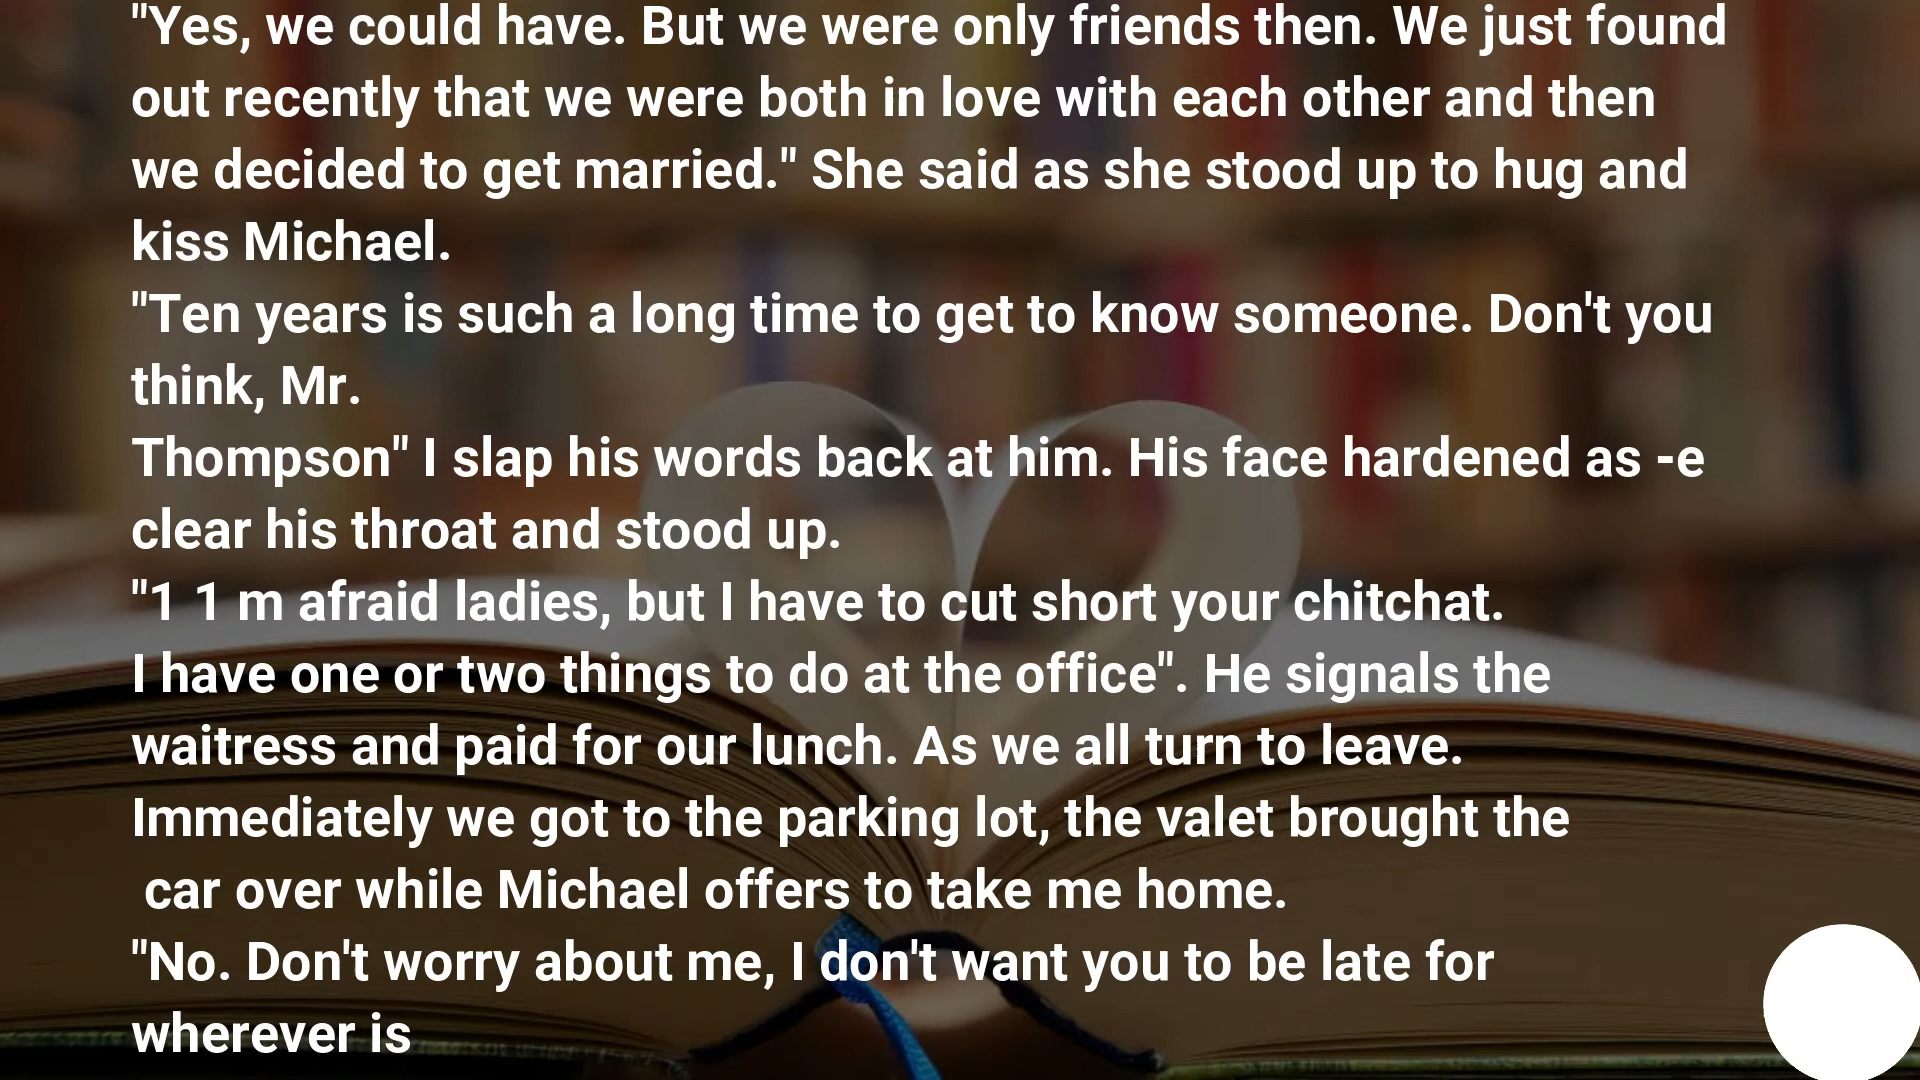 "Yes, we could have. But we were only friends then. We just found
out recently that we were both in love with each other and then
we decided to get married." She said as she stood up to hug and
kiss Michael.
"Ten years is such a long time to get to know someone. Don't you
think, Mr.
Thompson" I slap his words back at him. His face hardened as -e
clear his throat and stood up.
"1 1 m afraid ladies, but I have to cut short your chitchat.
I have one or two things to do at the office". He signals the
waitress and paid for our lunch. As we all turn to leave.
Immediately we got to the parking lot, the valet brought the
car over while Michael offers to take me home.
"No. Don't worry about me, I don't want you to be late for
wherever is